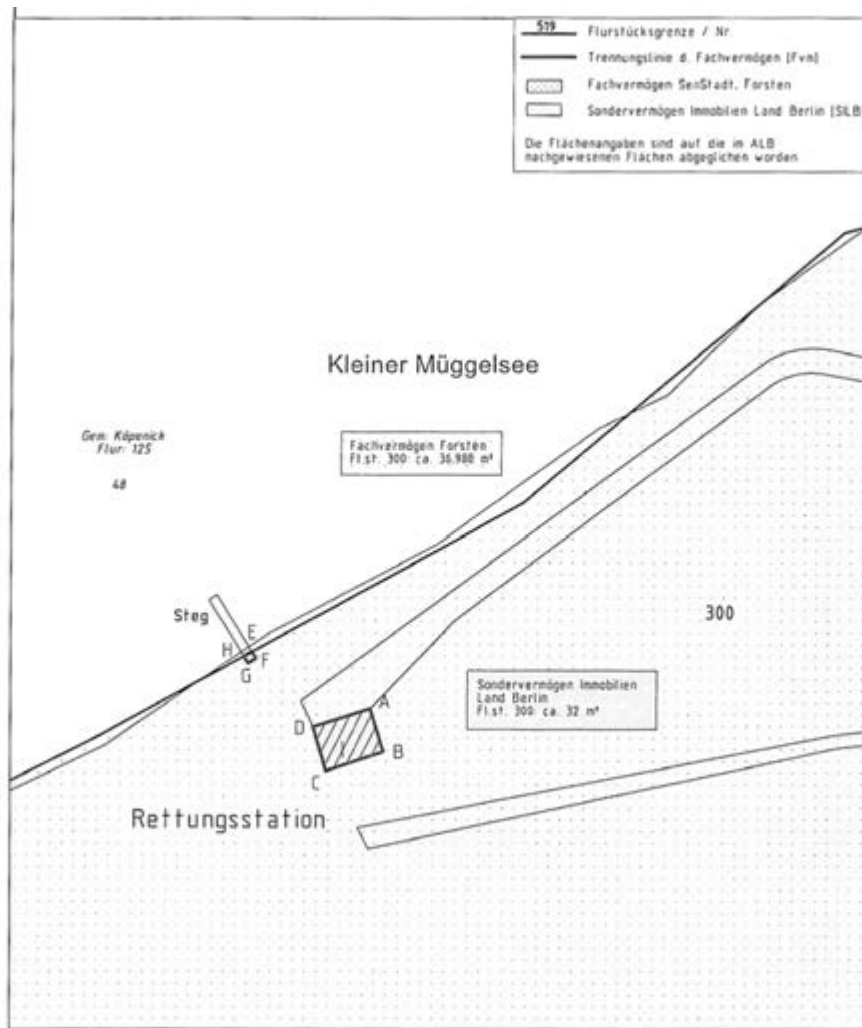 519 Flurstücksgrenze / Nr.
Trennungslinie d. Fachvermögen (Fvm)
Fachvermögen SenStadt, Forsten
Sondervermögen Immobilien Land Berlin (SILB
Die Flächenangaben sind auf die im ALB
nachgewiesenen Flächen abgeglichen worden
Kleiner Müggelsee
Gem: Köpenick
Flur: 125
48
Fachvermögen Forsten
Fl.st. 300: ca. 36.980 m²
Steg
E
H
F
G
300
Sondervermögen Immobilien
Land Berlin
Fl.st. 300: ca. 32 m²
A
D
B
C
Rettungsstation